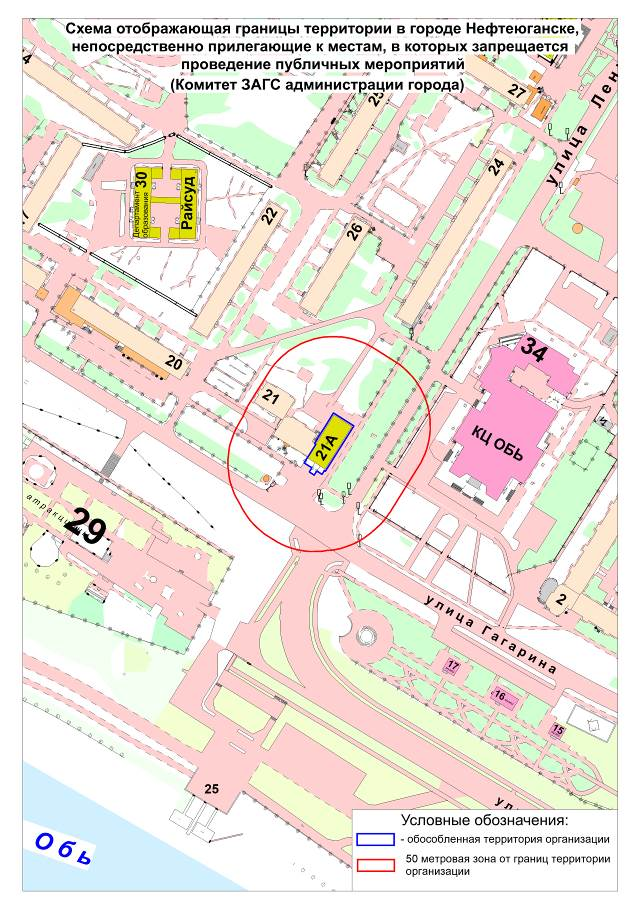 Схема отображающая границы территории в городе Нефтеюганске,
непосредственно прилегающие к местам, в которых запрещается
проведение публичных мероприятий
(Комитет ЗАГС администрации города)
27
улица Лен
24
30
Департамент
образования
Райсуд
22
26
20
21
21А
34
КЦ ОБЬ
29
2
улица Гагарина
17
16
15
25
ул
Обь
Условные обозначения:
- обособленная территория организации
50 метровая зона от границ территории
организации